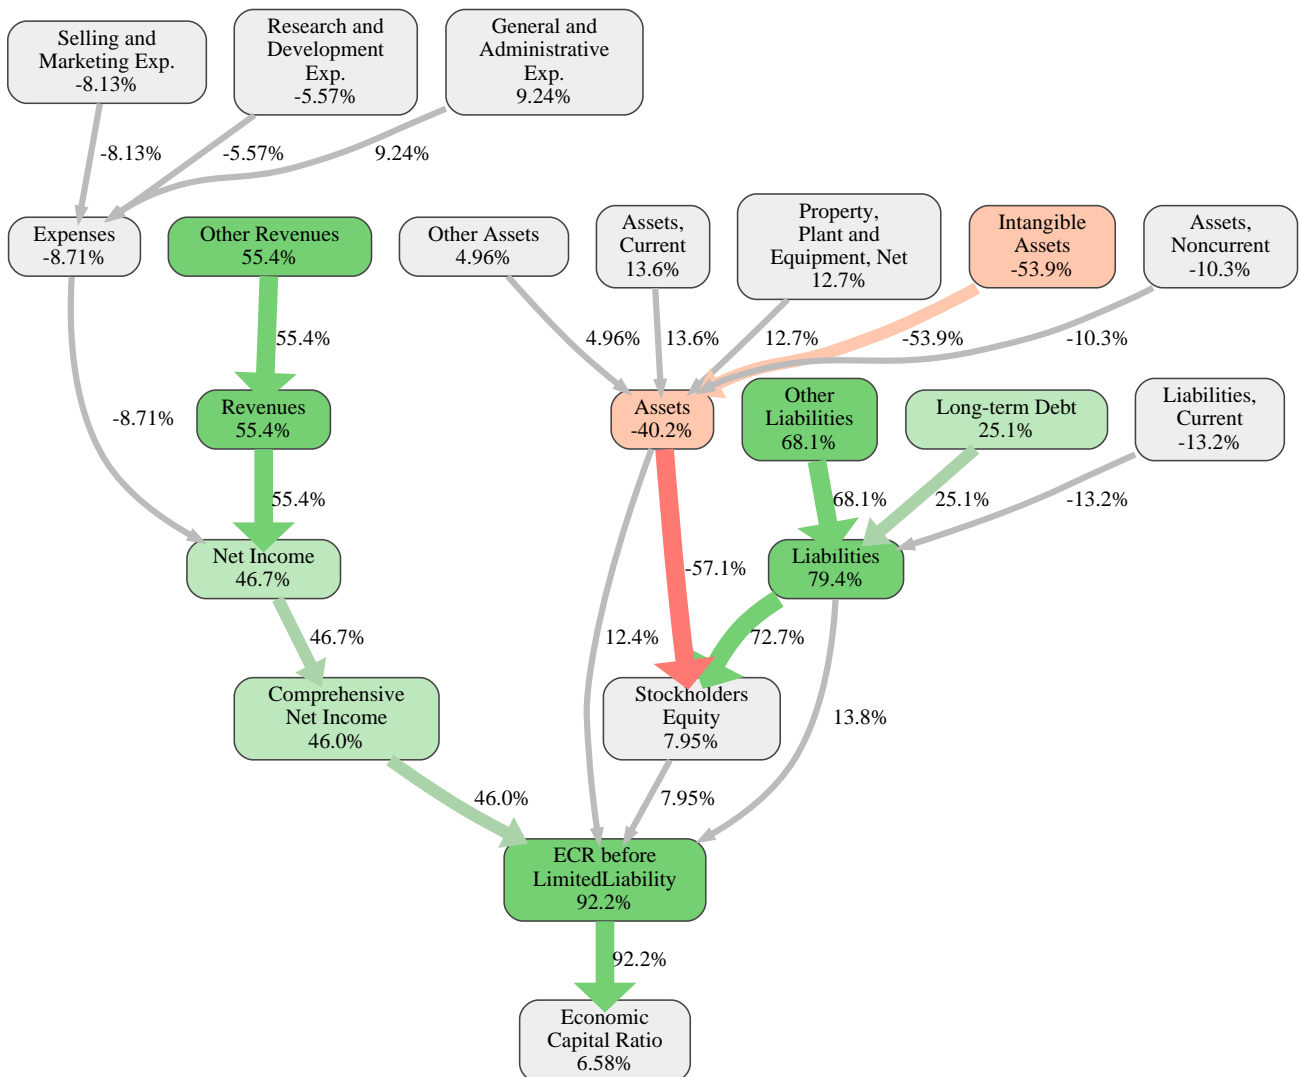 Selling and
Marketing Exp.
-8.13%
Research and
Development
Exp.
-5.57%
General and
Administrative
Exp.
9.24%
-8.13%
-5.57%
9.24%
Expenses
-8.71%
Other Revenues
55.4%
Other Assets
4.96%
Assets,
Current
13.6%
Property,
Plant and
Equipment, Net
12.7%
Intangible
Assets
-53.9%
Assets,
Noncurrent
-10.3%
55.4%
4.96%
13.6%
12.7%
-53.9%
-10.3%
-8.71%
Revenues
55.4%
Assets
-40.2%
Other
Liabilities
68.1%
Long-term Debt
25.1%
Liabilities,
Current
-13.2%
55.4%
68.1%
25.1%
-13.2%
Net Income
46.7%
-57.1%
Liabilities
79.4%
46.7%
12.4%
72.7%
Comprehensive
Net Income
46.0%
Stockholders
Equity
7.95%
13.8%
46.0%
7.95%
ECR before
LimitedLiability
92.2%
92.2%
Economic
Capital Ratio
6.58%